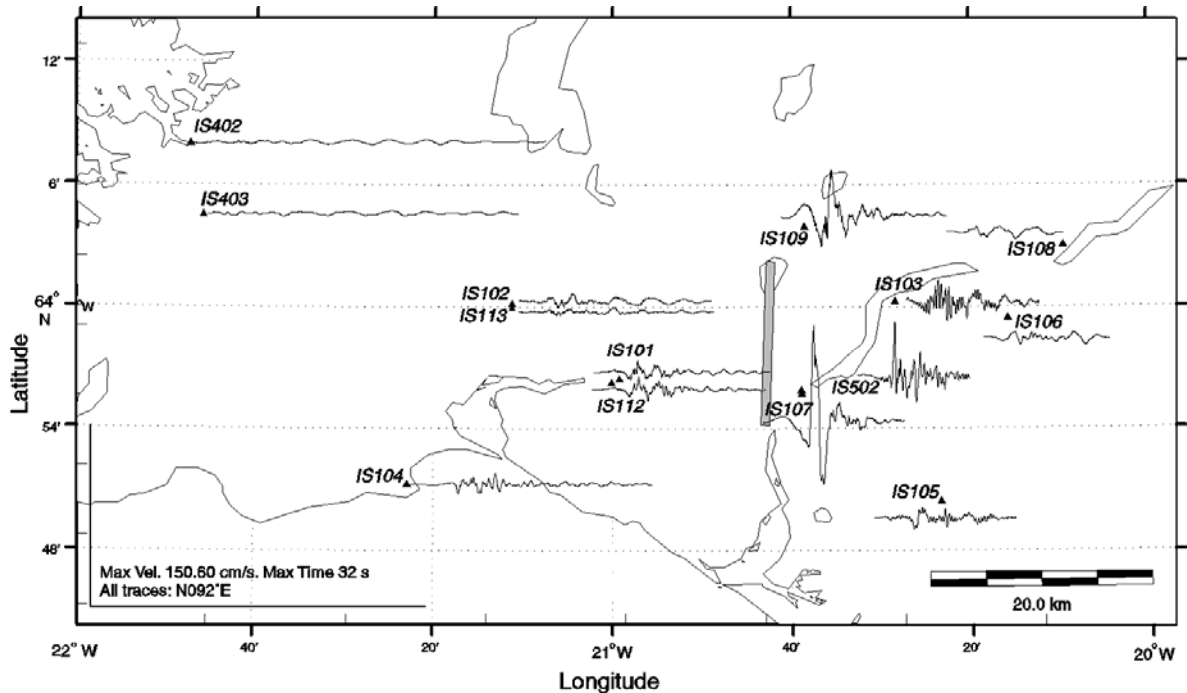 12'
IS402
6'
IS403
IS109
IS108
IS102
IS103
64° W
N
IS113
IS106
IS101
IS502
IS112
IS107
54'
IS104
IS105
48'
Max Vel. 150.60 cm/s. Max Time 32 s
All traces: N092°E
20.0 km
22° W
40'
20'
21° W
40'
20'
20° W
Latitude
Longitude